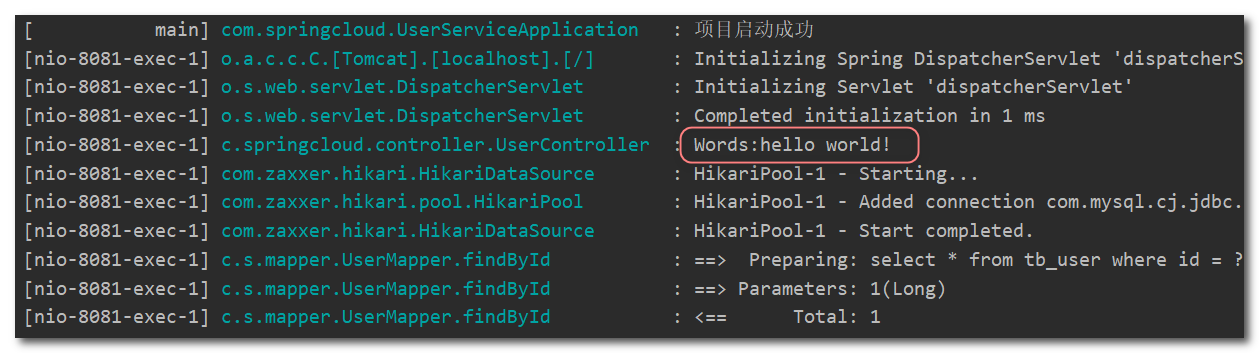 [           main] com.springcloud.UserServiceApplication   : 项目启动成功
[nio-8081-exec-1] o.a.c.c.C.[Tomcat].[localhost].[/]       : Initializing Spring DispatcherServlet 'dispatcherS
[nio-8081-exec-1] o.s.web.servlet.DispatcherServlet        : Initializing Servlet 'dispatcherServlet'
[nio-8081-exec-1] o.s.web.servlet.DispatcherServlet        : Completed initialization in 1 ms
[nio-8081-exec-1] c.springcloud.controller.UserController  : Words:hello world!
[nio-8081-exec-1] com.zaxxer.hikari.HikariDataSource       : HikariPool-1 - Starting...
[nio-8081-exec-1] com.zaxxer.hikari.pool.HikariPool        : HikariPool-1 - Added connection com.mysql.cj.jdbc.
[nio-8081-exec-1] com.zaxxer.hikari.HikariDataSource       : HikariPool-1 - Start completed.
[nio-8081-exec-1] c.s.mapper.UserMapper.findById           : ==>  Preparing: select * from tb_user where id = ?
[nio-8081-exec-1] c.s.mapper.UserMapper.findById           : ==> Parameters: 1(Long)
[nio-8081-exec-1] c.s.mapper.UserMapper.findById           : <==      Total: 1